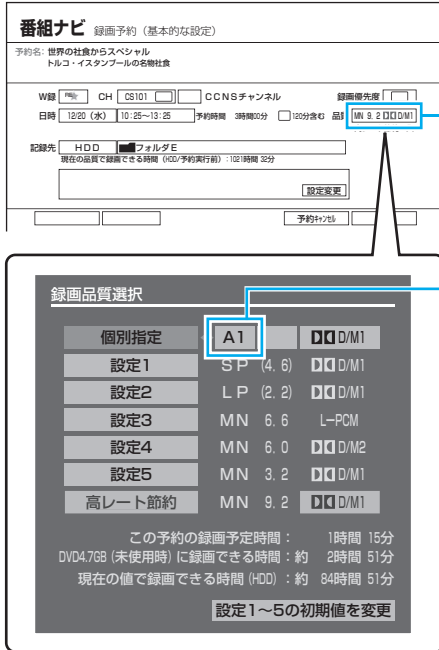 番組ナビ 録画予約（基本的な設定）
予約名：世界の社食からスペシャル
トルコ・イスタンブールの名物社食
W録 CH CS101 CCNSチャンネル 録画優先度
日時 12/20（水） 10:25～13:25 予約時間 3時間00分 120分含む 品質 MN 9.2 D/M1
記録先 HDD フォルダE
現在の品質で録画できる時間（HDD/予約実行前）：1021時間 32分
設定変更
予約ｷｬﾝｾﾙ
録画品質選択
個別指定 A1 D/M1
設定1 SP (4.6) D/M1
設定2 LP (2.2) D/M1
設定3 MN 6.6 L-PCM
設定4 MN 6.0 D/M2
設定5 MN 3.2 D/M1
高レート節約 MN 9.2 D/M1
この予約の録画予定時間： 1時間 15分
DVD4.7GB（未使用時）に録画できる時間：約 2時間 51分
現在の値で録画できる時間（HDD）：約 84時間 51分
設定1～5の初期値を変更